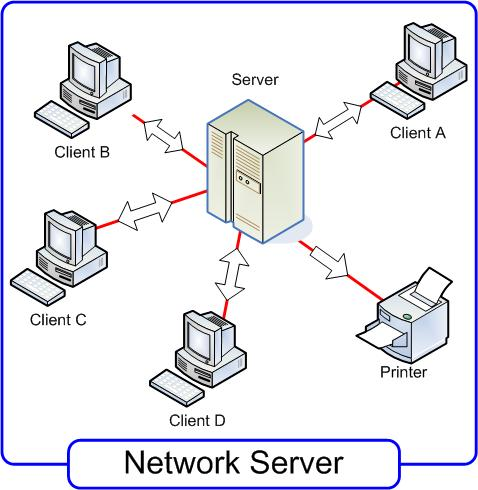 Server
Client A
Client B
Client C
Client D
Printer
Network Server